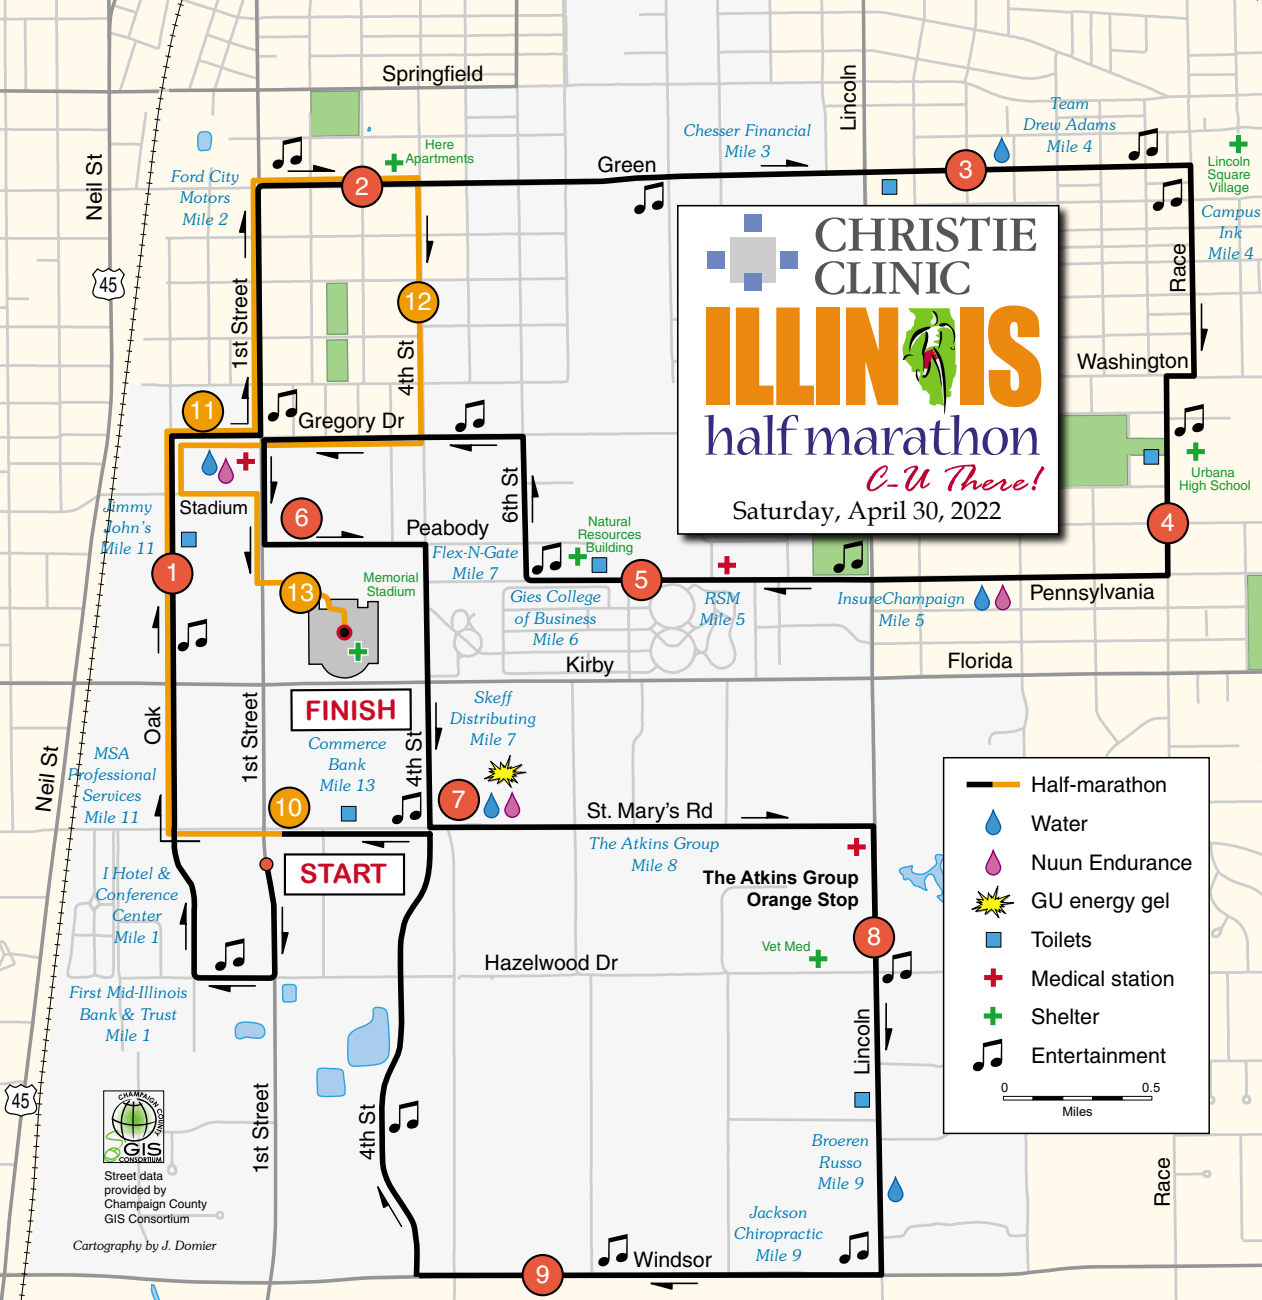 Springfield
Lincoln
Neil St
Here
Apartments
Ford City
Motors
Mile 2
Chesser Financial
Mile 3
Team
Drew Adams
Mile 4
Lincoln
Square
Village
Campus
Ink
Mile 4
Green
2
3
45
1st Street
12
4th St
Race
Washington
CHRISTIE
CLINIC
ILLINOIS
half marathon
C-U There!
Saturday, April 30, 2022
11
Gregory Dr
Stadium
Jimmy
John's
Mile 11
6
Peabody
6th St
Flex-N-Gate
Mile 7
Natural
Resources
Building
Urbana
High School
4
1
13
Memorial
Stadium
5
Gies College
of Business
Mile 6
RSM
Mile 5
InsureChampaign
Mile 5
Pennsylvania
Kirby
Florida
FINISH
Oak
1st Street
Neil St
Commerce
Bank
Mile 13
4th St
Skeff
Distributing
Mile 7
MSA
Professional
Services
Mile 11
10
7
St. Mary's Rd
The Atkins Group
Mile 8
START
The Atkins Group
Orange Stop
I Hotel &
Conference
Center
Mile 1
8
Vet Med
Hazelwood Dr
First Mid-Illinois
Bank & Trust
Mile 1
Lincoln
45
1st Street
4th St
Broeren
Russo
Mile 9
Jackson
Chiropractic
Mile 9
Windsor
9
Race
Half-marathon
Water
Nuun Endurance
GU energy gel
Toilets
Medical station
Shelter
Entertainment
0
0.5
Miles
CHAMPAIGN COUNTY
GIS
CONSORTIUM
Street data
provided by
Champaign County
GIS Consortium
Cartography by J. Domier